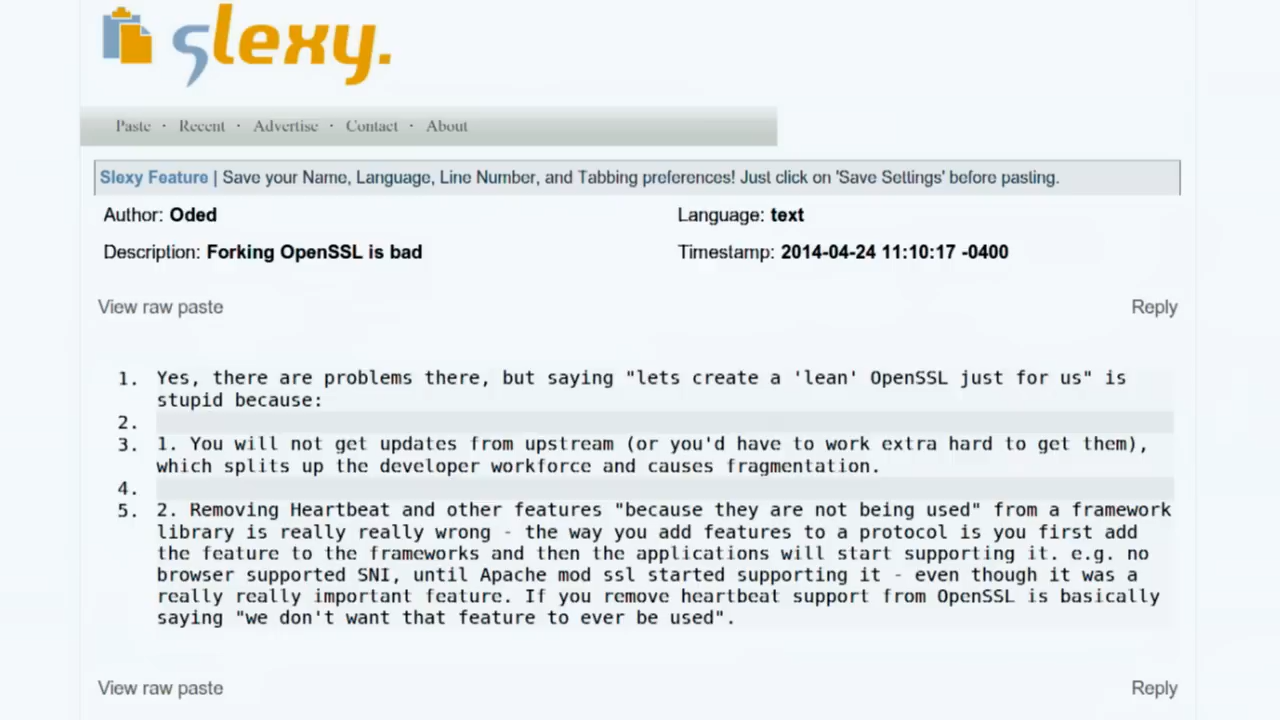 slexy.
Paste · Recent · Advertise · Contact · About
Slexy Feature | Save your Name, Language, Line Number, and Tabbing preferences! Just click on 'Save Settings' before pasting.
Author: Oded
Language: text
Description: Forking OpenSSL is bad
Timestamp: 2014-04-24 11:10:17 -0400
View raw paste
Reply
1. Yes, there are problems there, but saying "lets create a 'lean' OpenSSL just for us" is
stupid because:
2.
3. 1. You will not get updates from upstream (or you'd have to work extra hard to get them),
which splits up the developer workforce and causes fragmentation.
4.
5. 2. Removing Heartbeat and other features "because they are not being used" from a framework
library is really really wrong - the way you add features to a protocol is you first add
the feature to the frameworks and then the applications will start supporting it. e.g. no
browser supported SNI, until Apache mod ssl started supporting it - even though it was a
really really important feature. If you remove heartbeat support from OpenSSL is basically
saying "we don't want that feature to ever be used".
View raw paste
Reply